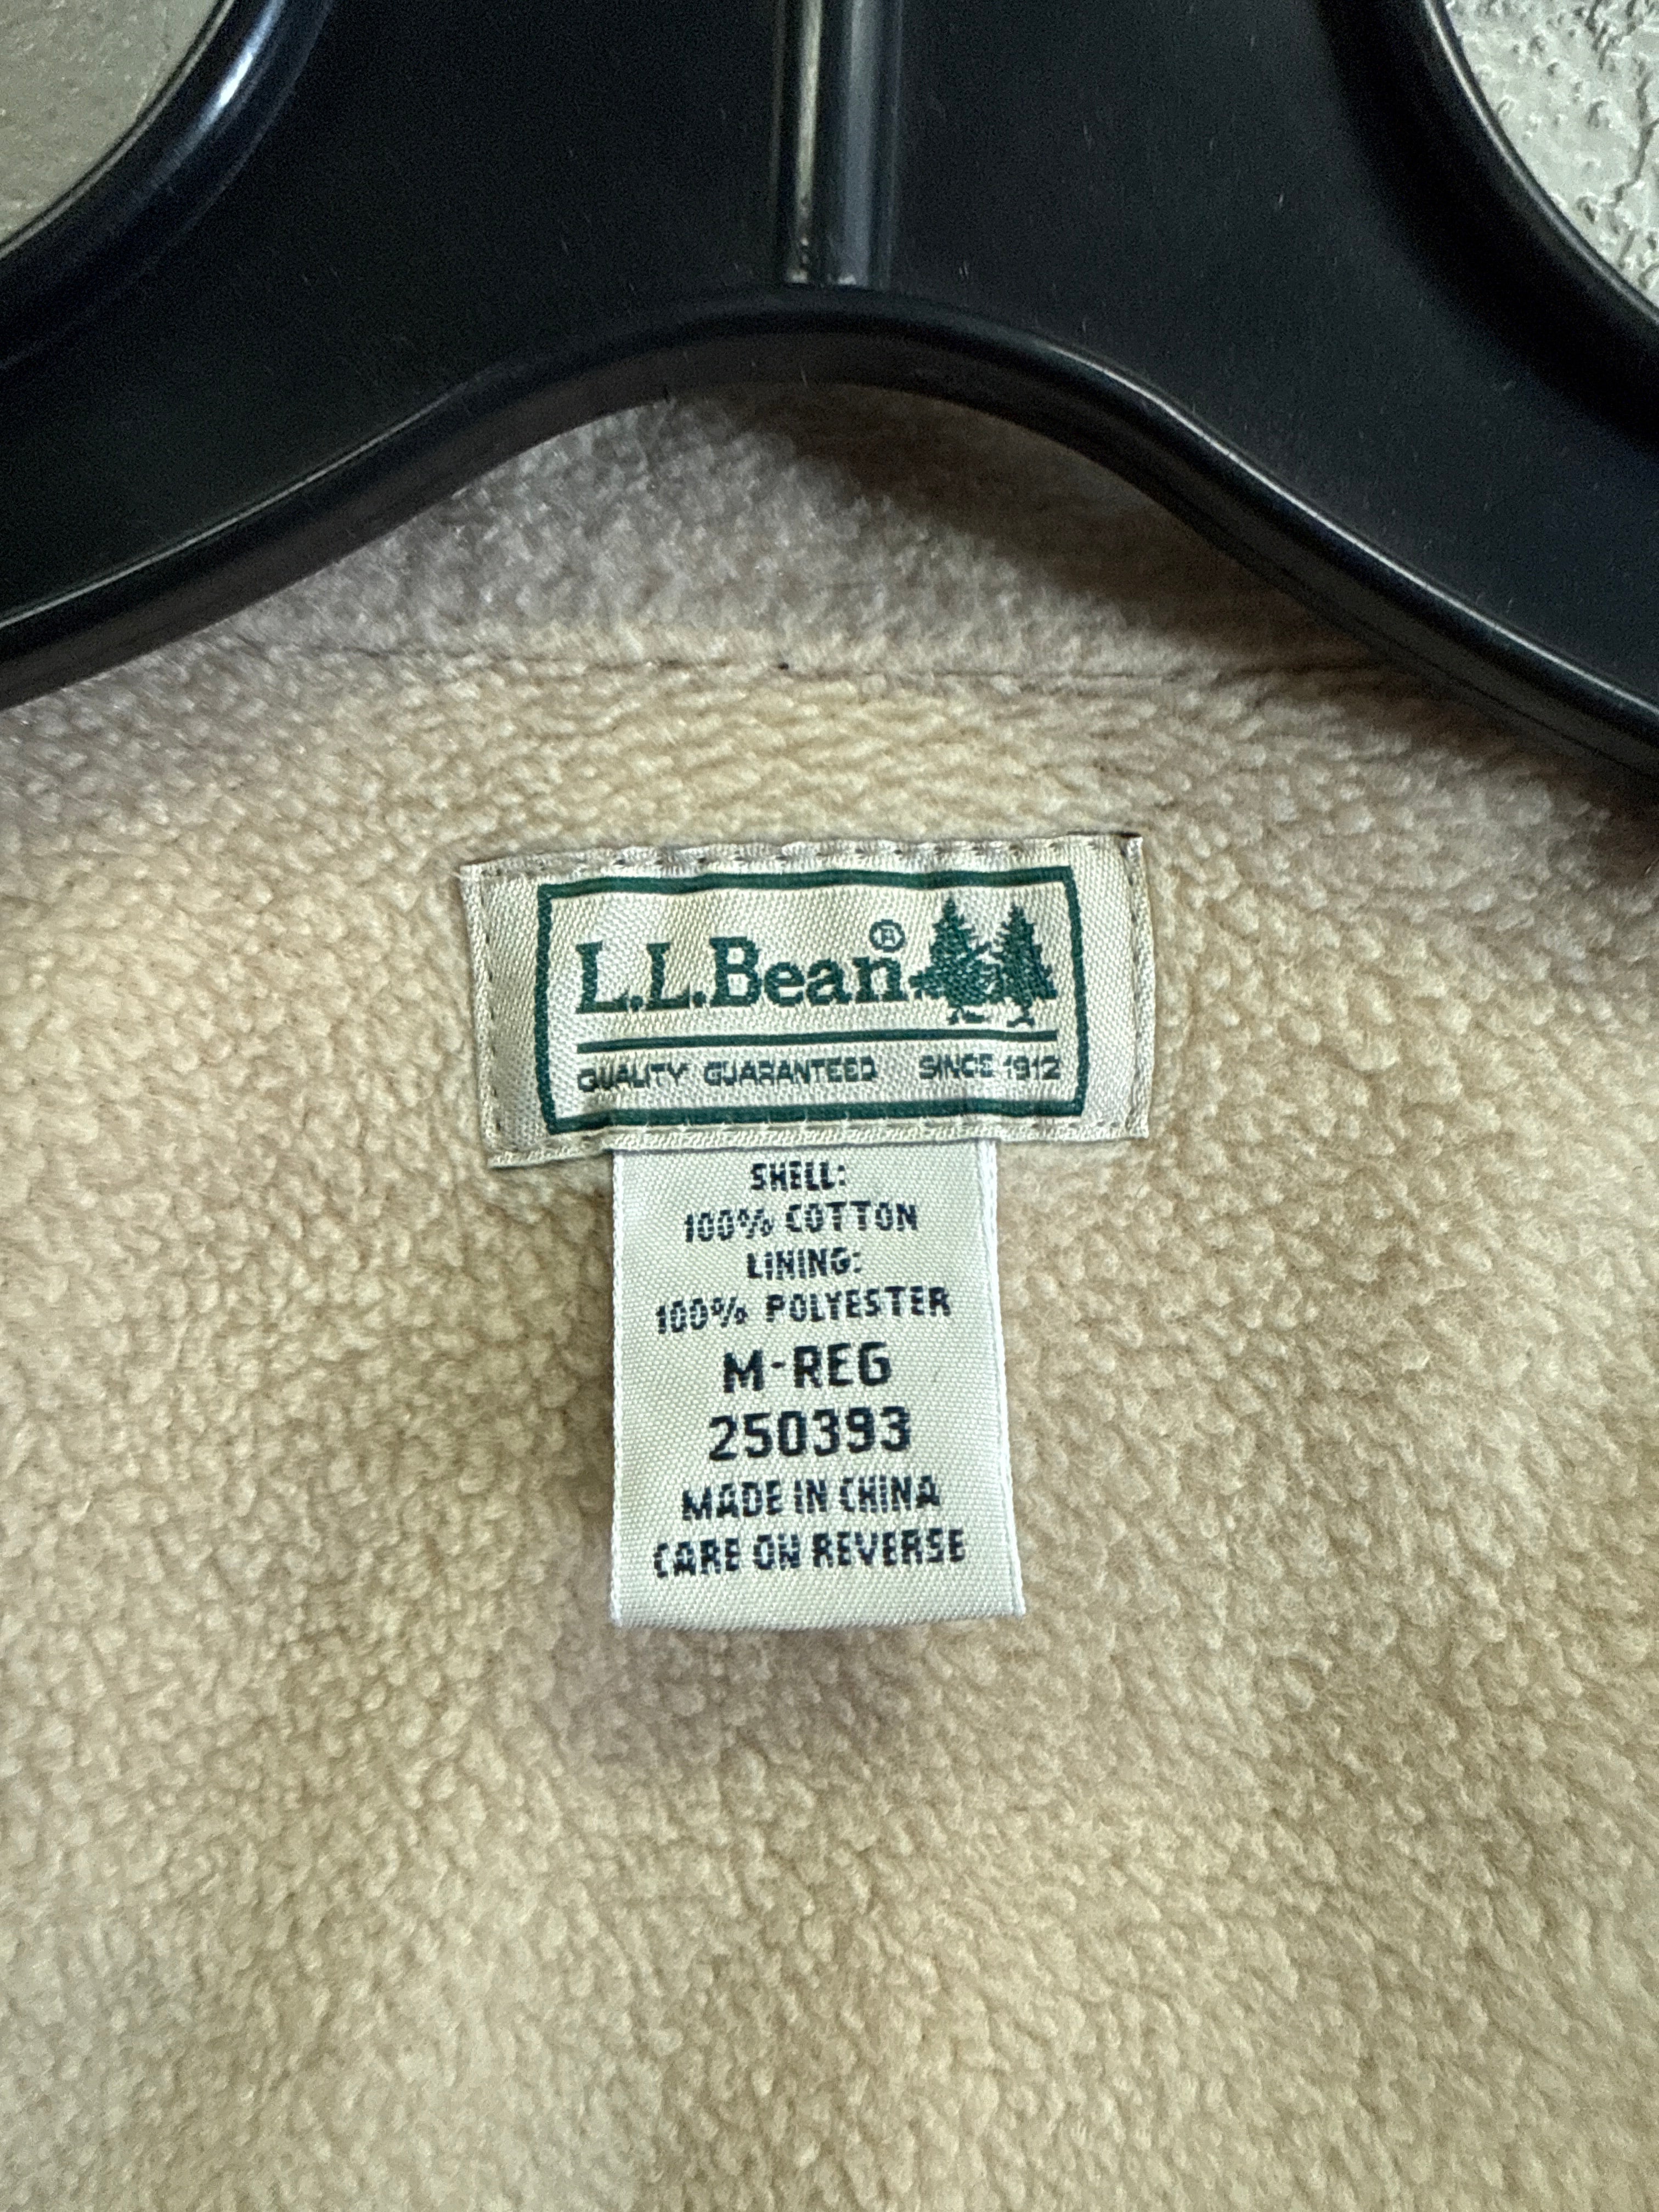 L.L.Bean®
QUALITY GUARANTEED SINCE 1912
SHELL:
100% COTTON
LINING:
100% POLYESTER
M-REG
250393
MADE IN CHINA
CARE ON REVERSE